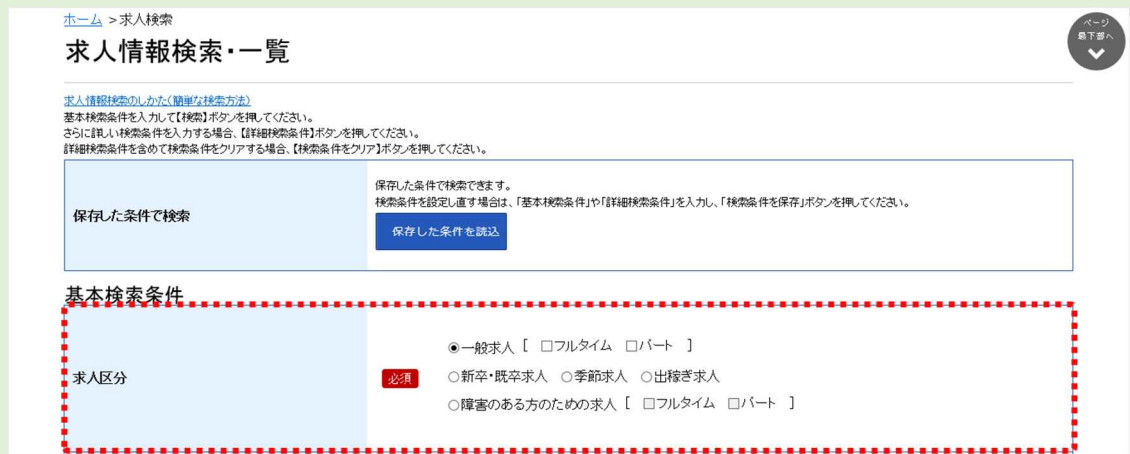 ホーム >求人検索
ページ
最下部へ
求人情報検索・一覧
求人情報検索のしかた(簡単な検索方法)
基本検索条件を入力して【検索】ボタンを押してください。
さらに詳しい検索条件を入力する場合、【詳細検索条件】ボタンを押してください。
詳細検索条件を含めて検索条件をクリアする場合、【検索条件をクリア】ボタンを押してください。
保存した条件で検索
保存した条件で検索できます。
検索条件を設定し直す場合は、「基本検索条件」や「詳細検索条件」を入力し、「検索条件を保存」ボタンを押してください。
保存した条件を読込
基本検索条件
求人区分
必須
◉一般求人 [ □フルタイム □パート ]
○新卒・既卒求人 ○季節求人 ○出稼ぎ求人
○障害のある方のための求人 [ □フルタイム □パート ]